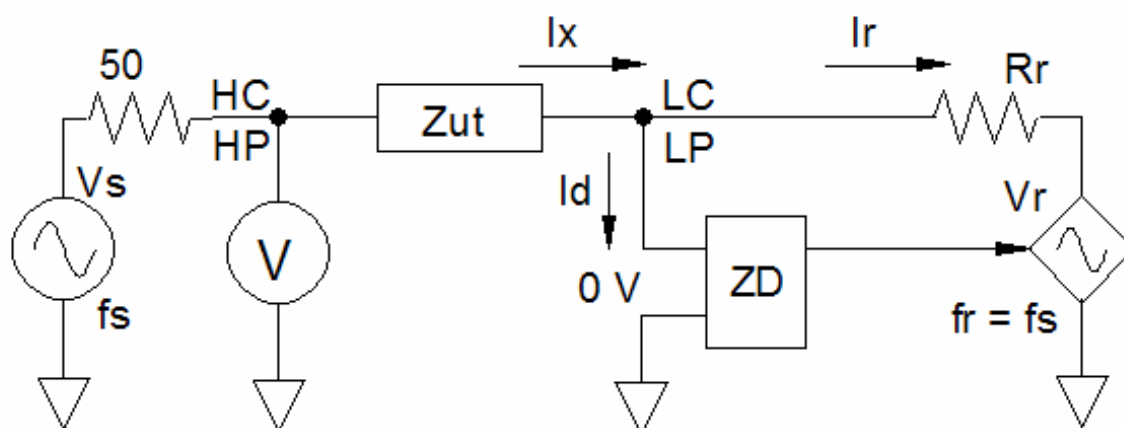 50
HC
HP
Vs
fs
V
Zut
Ix
LC
LP
Id
0 V
ZD
Ir
Rr
Vr
fr = fs